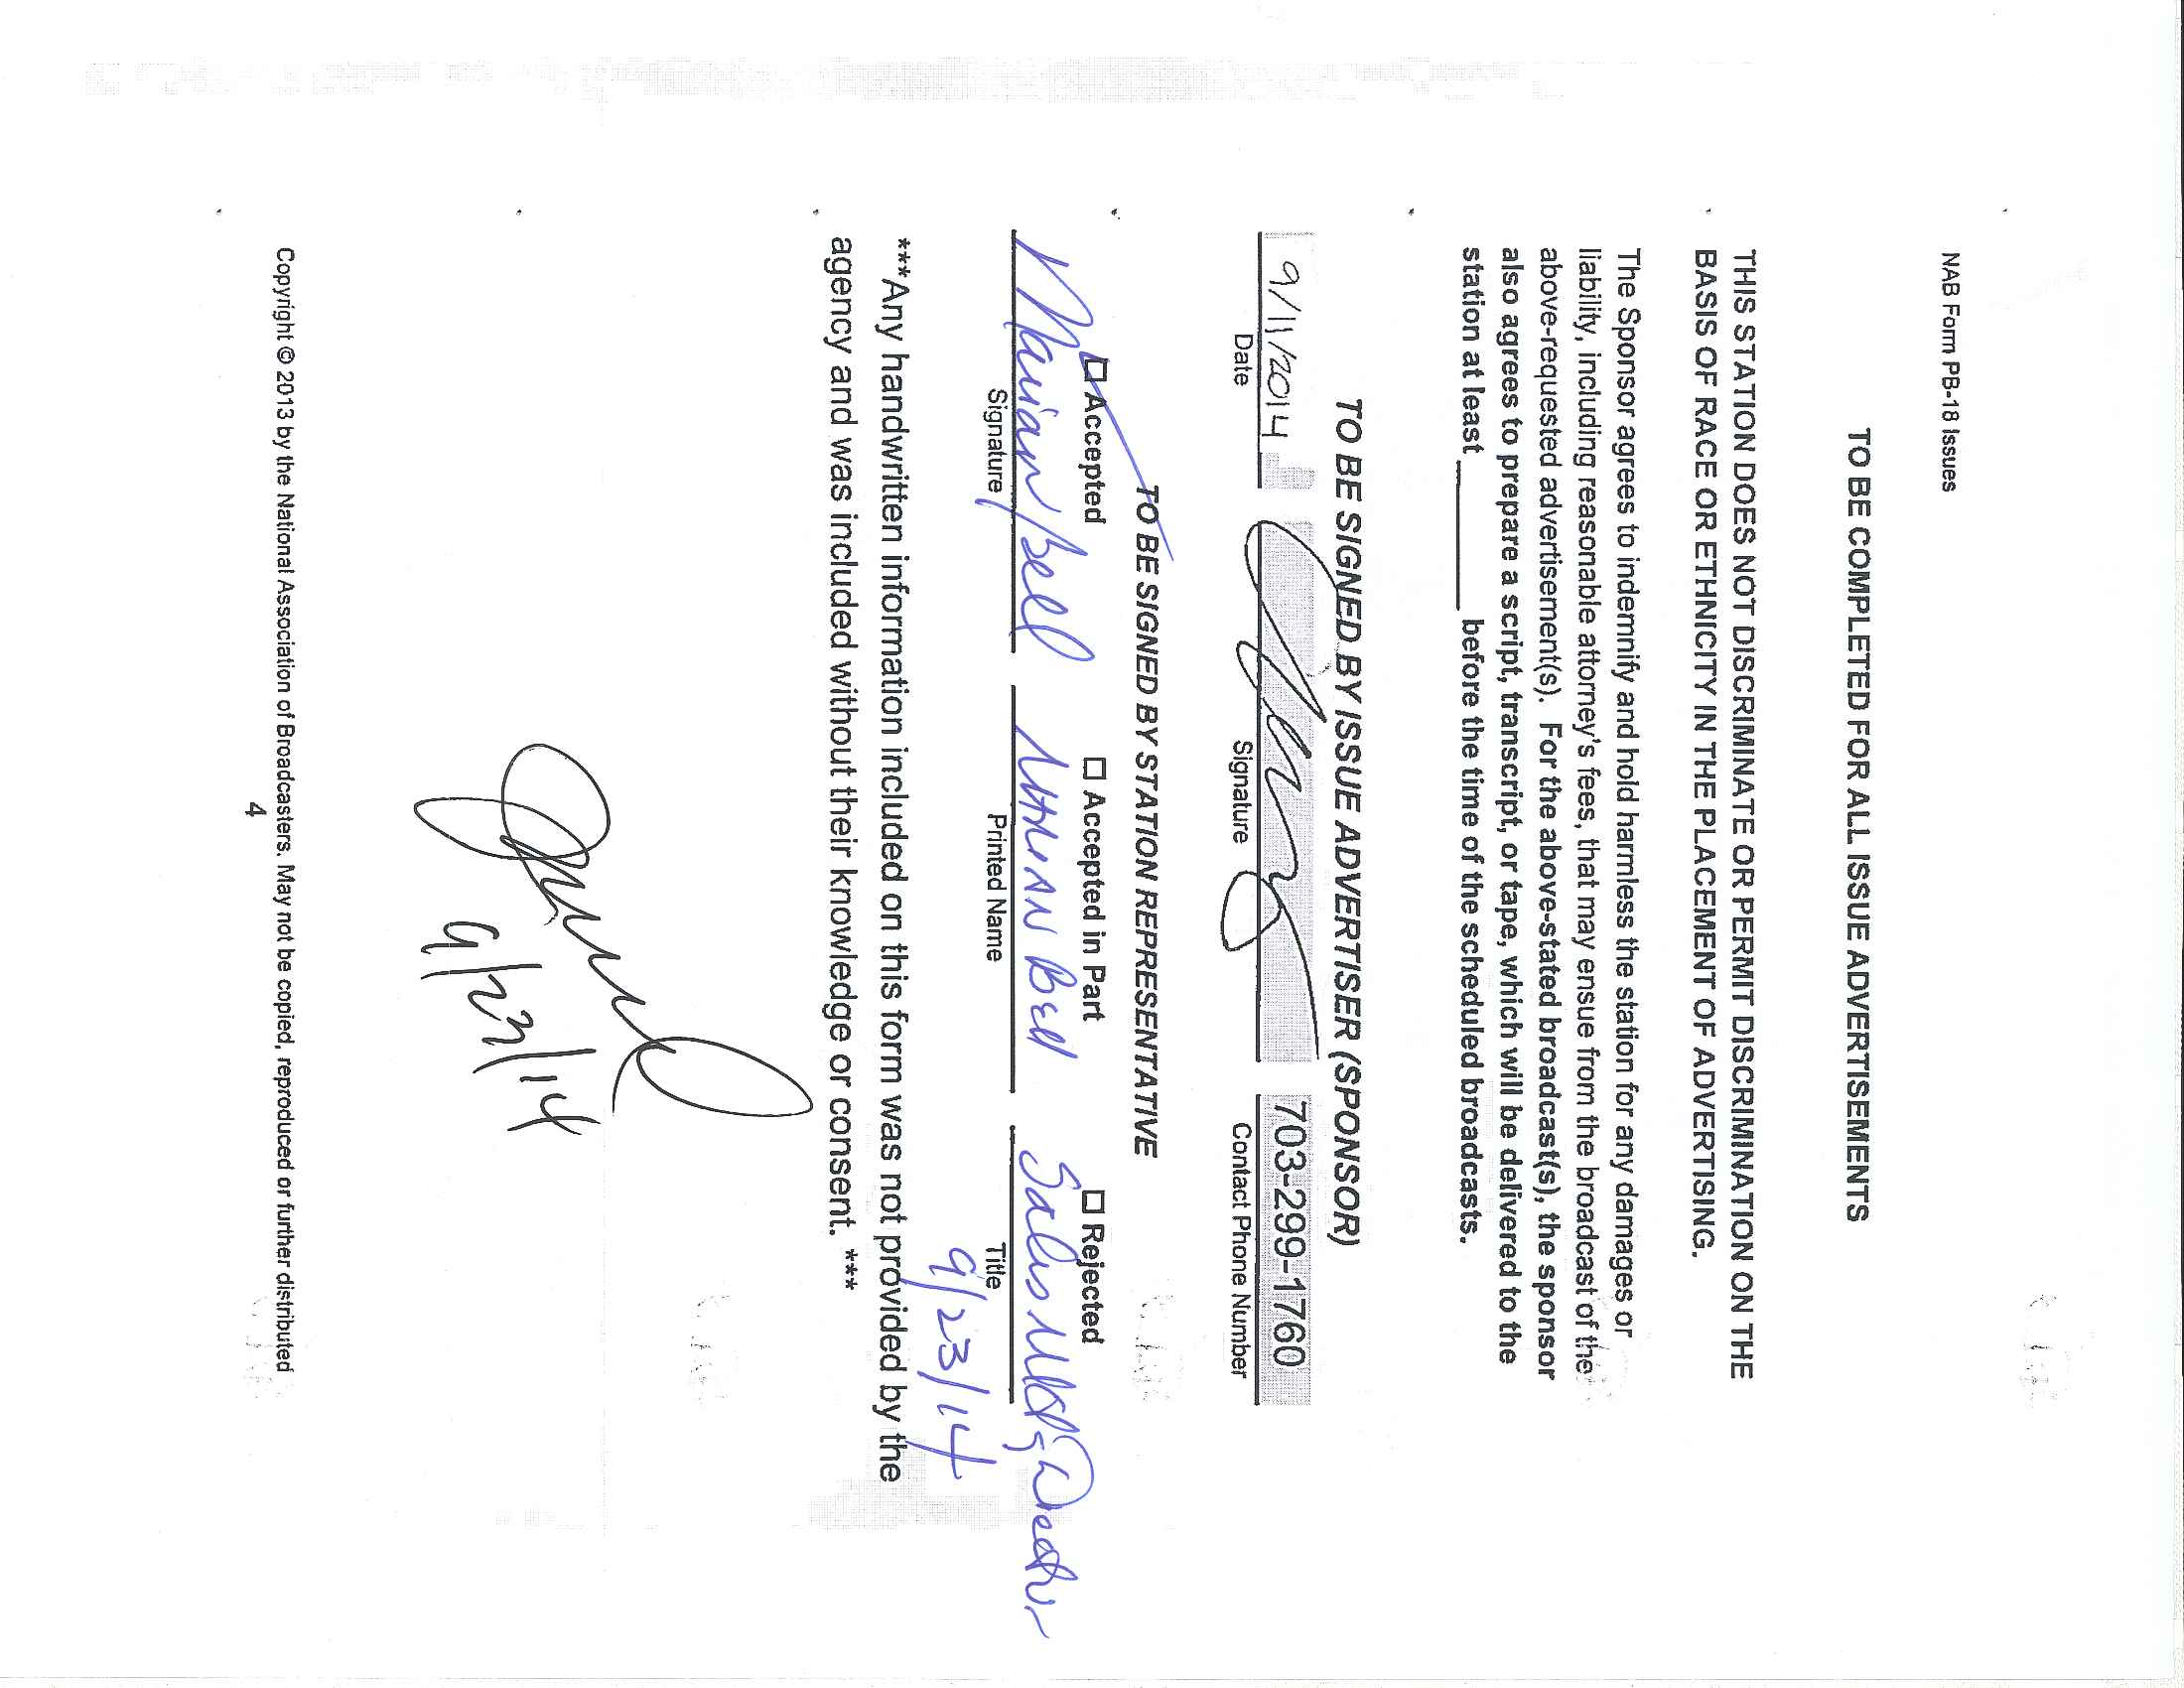 NAB Form PB-18 Issues
TO BE COMPLETED FOR ALL ISSUE ADVERTISEMENTS
THIS STATION DOES NOT DISCRIMINATE OR PERMIT DISCRIMINATION ON THE
BASIS OF RACE OR ETHNICITY IN THE PLACEMENT OF ADVERTISING.
The Sponsor agrees to indemnify and hold harmless the station for any damages or
liability, including reasonable attorney's fees, that may ensue from the broadcast of the
above-requested advertisement(s). For the above-stated broadcast(s), the sponsor
also agrees to prepare a script, transcript, or tape, which will be delivered to the
station at least ______ before the time of the scheduled broadcasts.
TO BE SIGNED BY ISSUE ADVERTISER (SPONSOR)
9/11/2014 703-299-1760
Date Signature Contact Phone Number
TO BE SIGNED BY STATION REPRESENTATIVE
☐ Accepted ☐ Accepted in Part ☐ Rejected
Marian Bell Marian Bell Sales
Signature Printed Name Title
9/23/14
***Any handwritten information included on this form was not provided by the
agency and was included without their knowledge or consent. ***
9/23/14
Copyright © 2013 by the National Association of Broadcasters. May not be copied, reproduced or further distributed
4